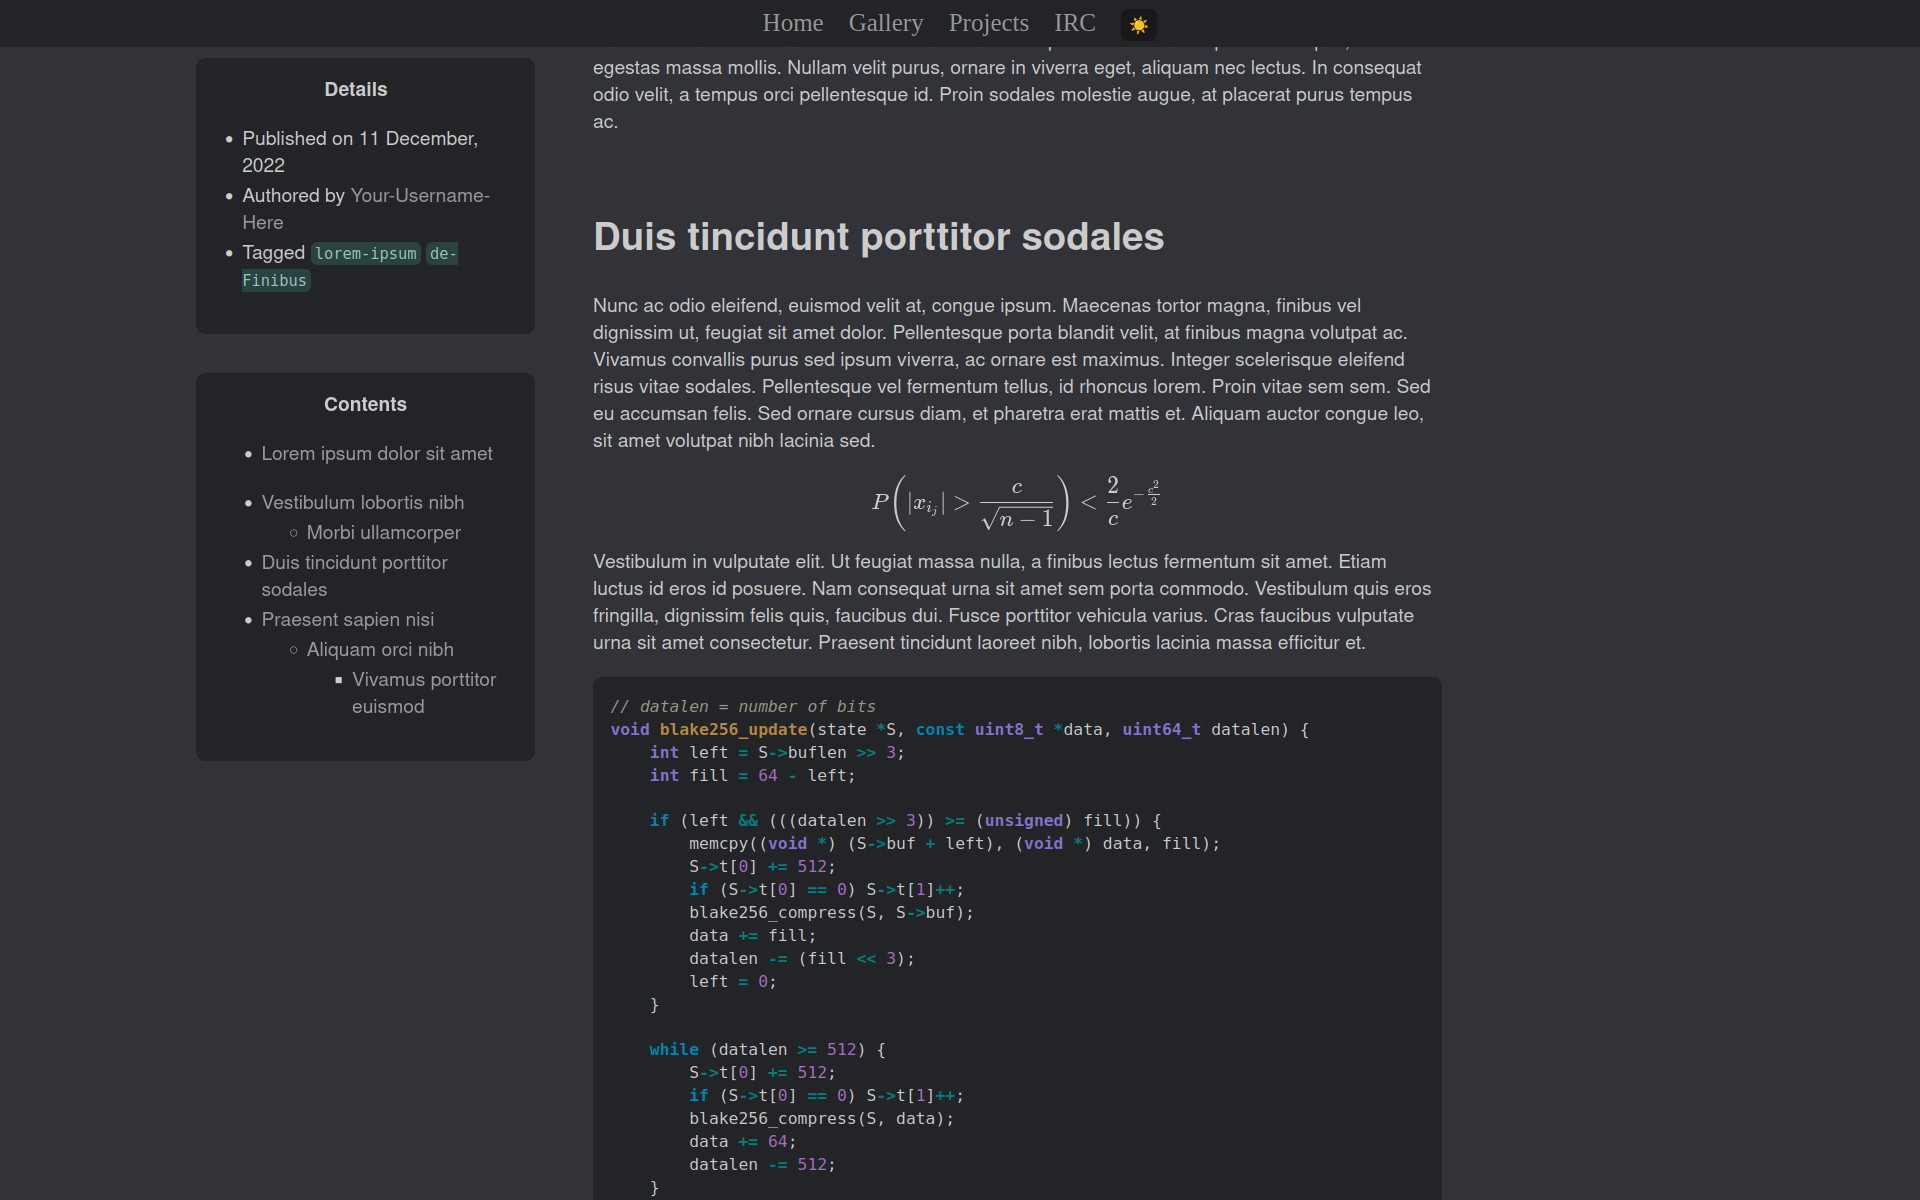 Home Gallery Projects IRC
Details
Published on 11 December,
2022
Authored by Your-Username-
Here
Tagged lorem-ipsum de-
Finibus
Contents
Lorem ipsum dolor sit amet
Vestibulum lobortis nibh
Morbi ullamcorper
Duis tincidunt porttitor
sodales
Praesent sapien nisi
Aliquam orci nibh
Vivamus porttitor
euismod
egestas massa mollis. Nullam velit purus, ornare in viverra eget, aliquam nec lectus. In consequat
odio velit, a tempus orci pellentesque id. Proin sodales molestie augue, at placerat purus tempus
ac.
Duis tincidunt porttitor sodales
Nunc ac odio eleifend, euismod velit at, congue ipsum. Maecenas tortor magna, finibus vel
dignissim ut, feugiat sit amet dolor. Pellentesque porta blandit velit, at finibus magna volutpat ac.
Vivamus convallis purus sed ipsum viverra, ac ornare est maximus. Integer scelerisque eleifend
risus vitae sodales. Pellentesque vel fermentum tellus, id rhoncus lorem. Proin vitae sem sem. Sed
eu accumsan felis. Sed ornare cursus diam, et pharetra erat mattis et. Aliquam auctor congue leo,
sit amet volutpat nibh lacinia sed.
P(|x_{i_j}| > c/√(n − 1)) < 2/c e^{−c²/2}
Vestibulum in vulputate elit. Ut feugiat massa nulla, a finibus lectus fermentum sit amet. Etiam
luctus id eros id posuere. Nam consequat urna sit amet sem porta commodo. Vestibulum quis eros
fringilla, dignissim felis quis, faucibus dui. Fusce porttitor vehicula varius. Cras faucibus vulputate
urna sit amet consectetur. Praesent tincidunt laoreet nibh, lobortis lacinia massa efficitur et.
// datalen = number of bits
void blake256_update(state *S, const uint8_t *data, uint64_t datalen) {
    int left = S->buflen >> 3;
    int fill = 64 - left;
    if (left && (((datalen >> 3)) >= (unsigned) fill)) {
        memcpy((void *) (S->buf + left), (void *) data, fill);
        S->t[0] += 512;
        if (S->t[0] == 0) S->t[1]++;
        blake256_compress(S, S->buf);
        data += fill;
        datalen -= (fill << 3);
        left = 0;
    }
    while (datalen >= 512) {
        S->t[0] += 512;
        if (S->t[0] == 0) S->t[1]++;
        blake256_compress(S, data);
        data += 64;
        datalen -= 512;
    }